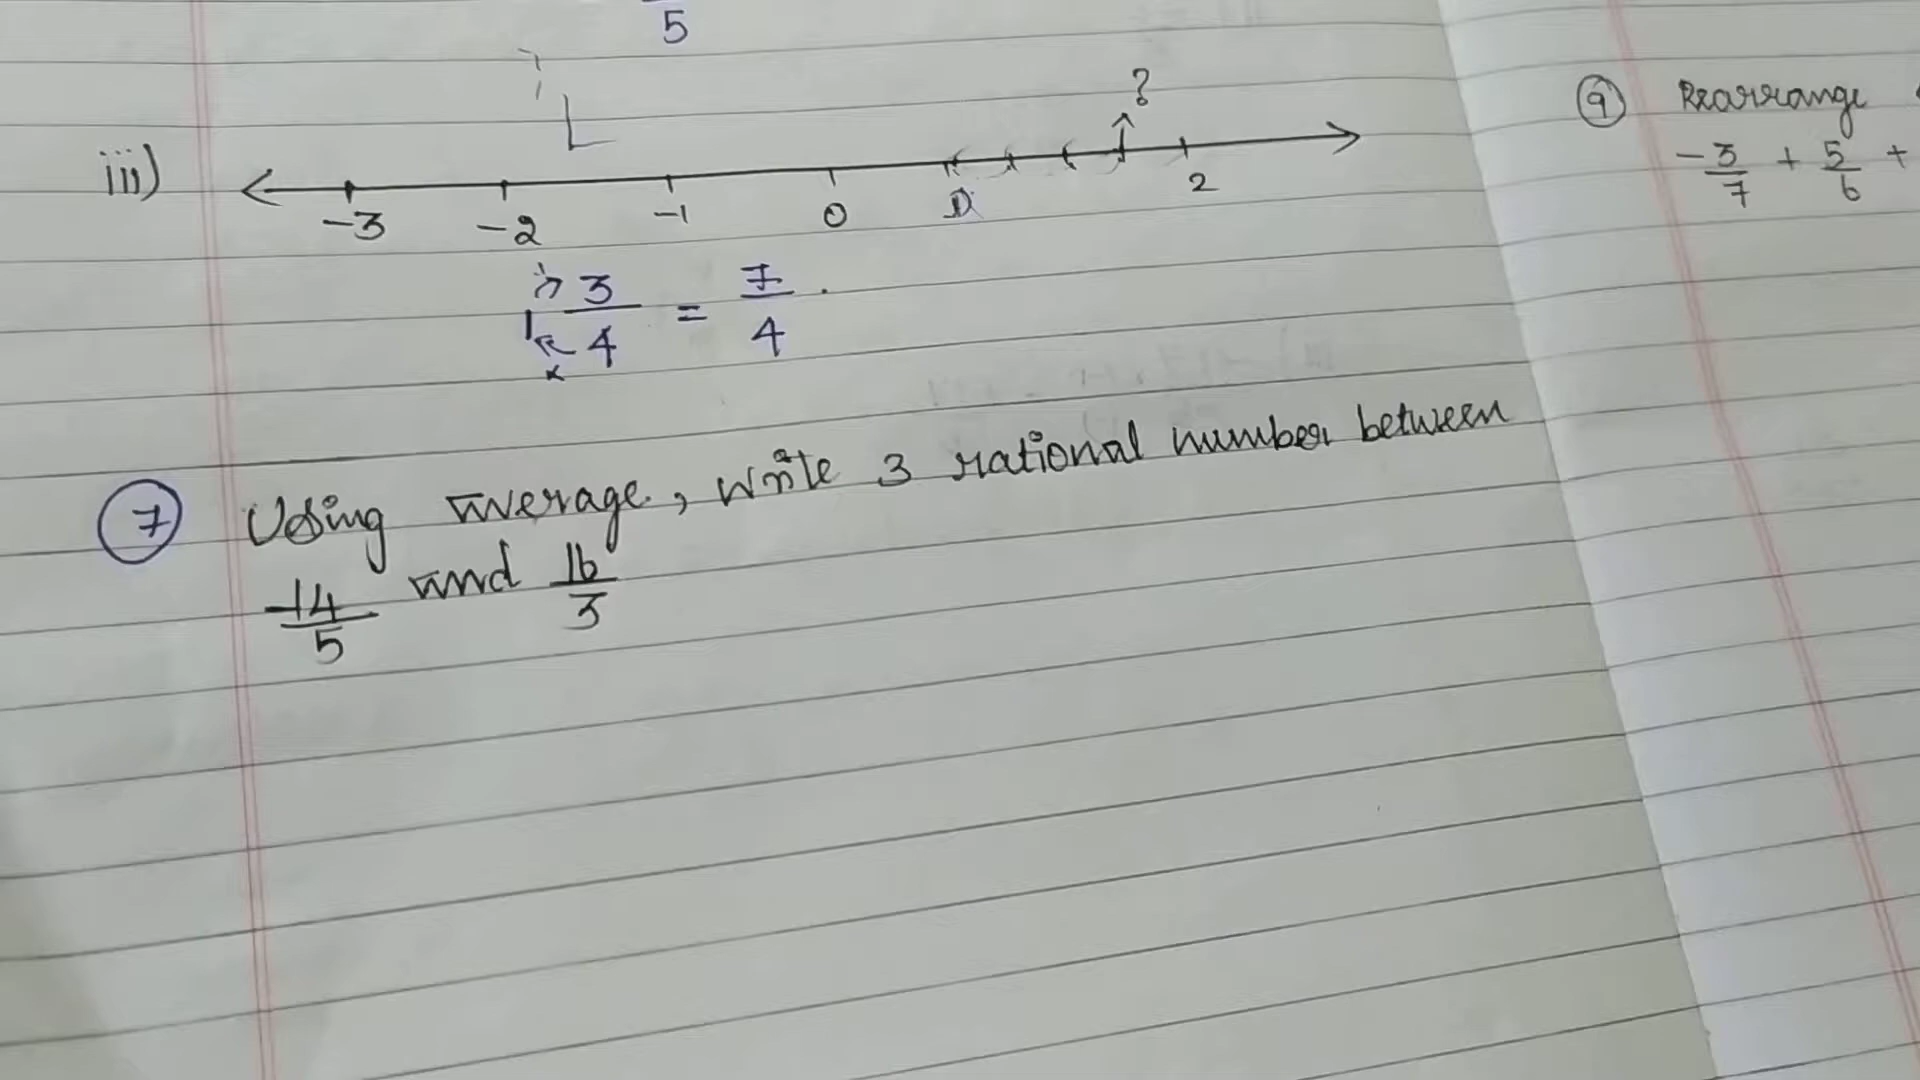 5
?
iii)
-3 -2 -1 0 1 2
1 3/4 = 7/4 .
7 Using average, write 3 rational number between
-14/5 and 16/3
9 Rearrange
-3/7 + 5/6 +